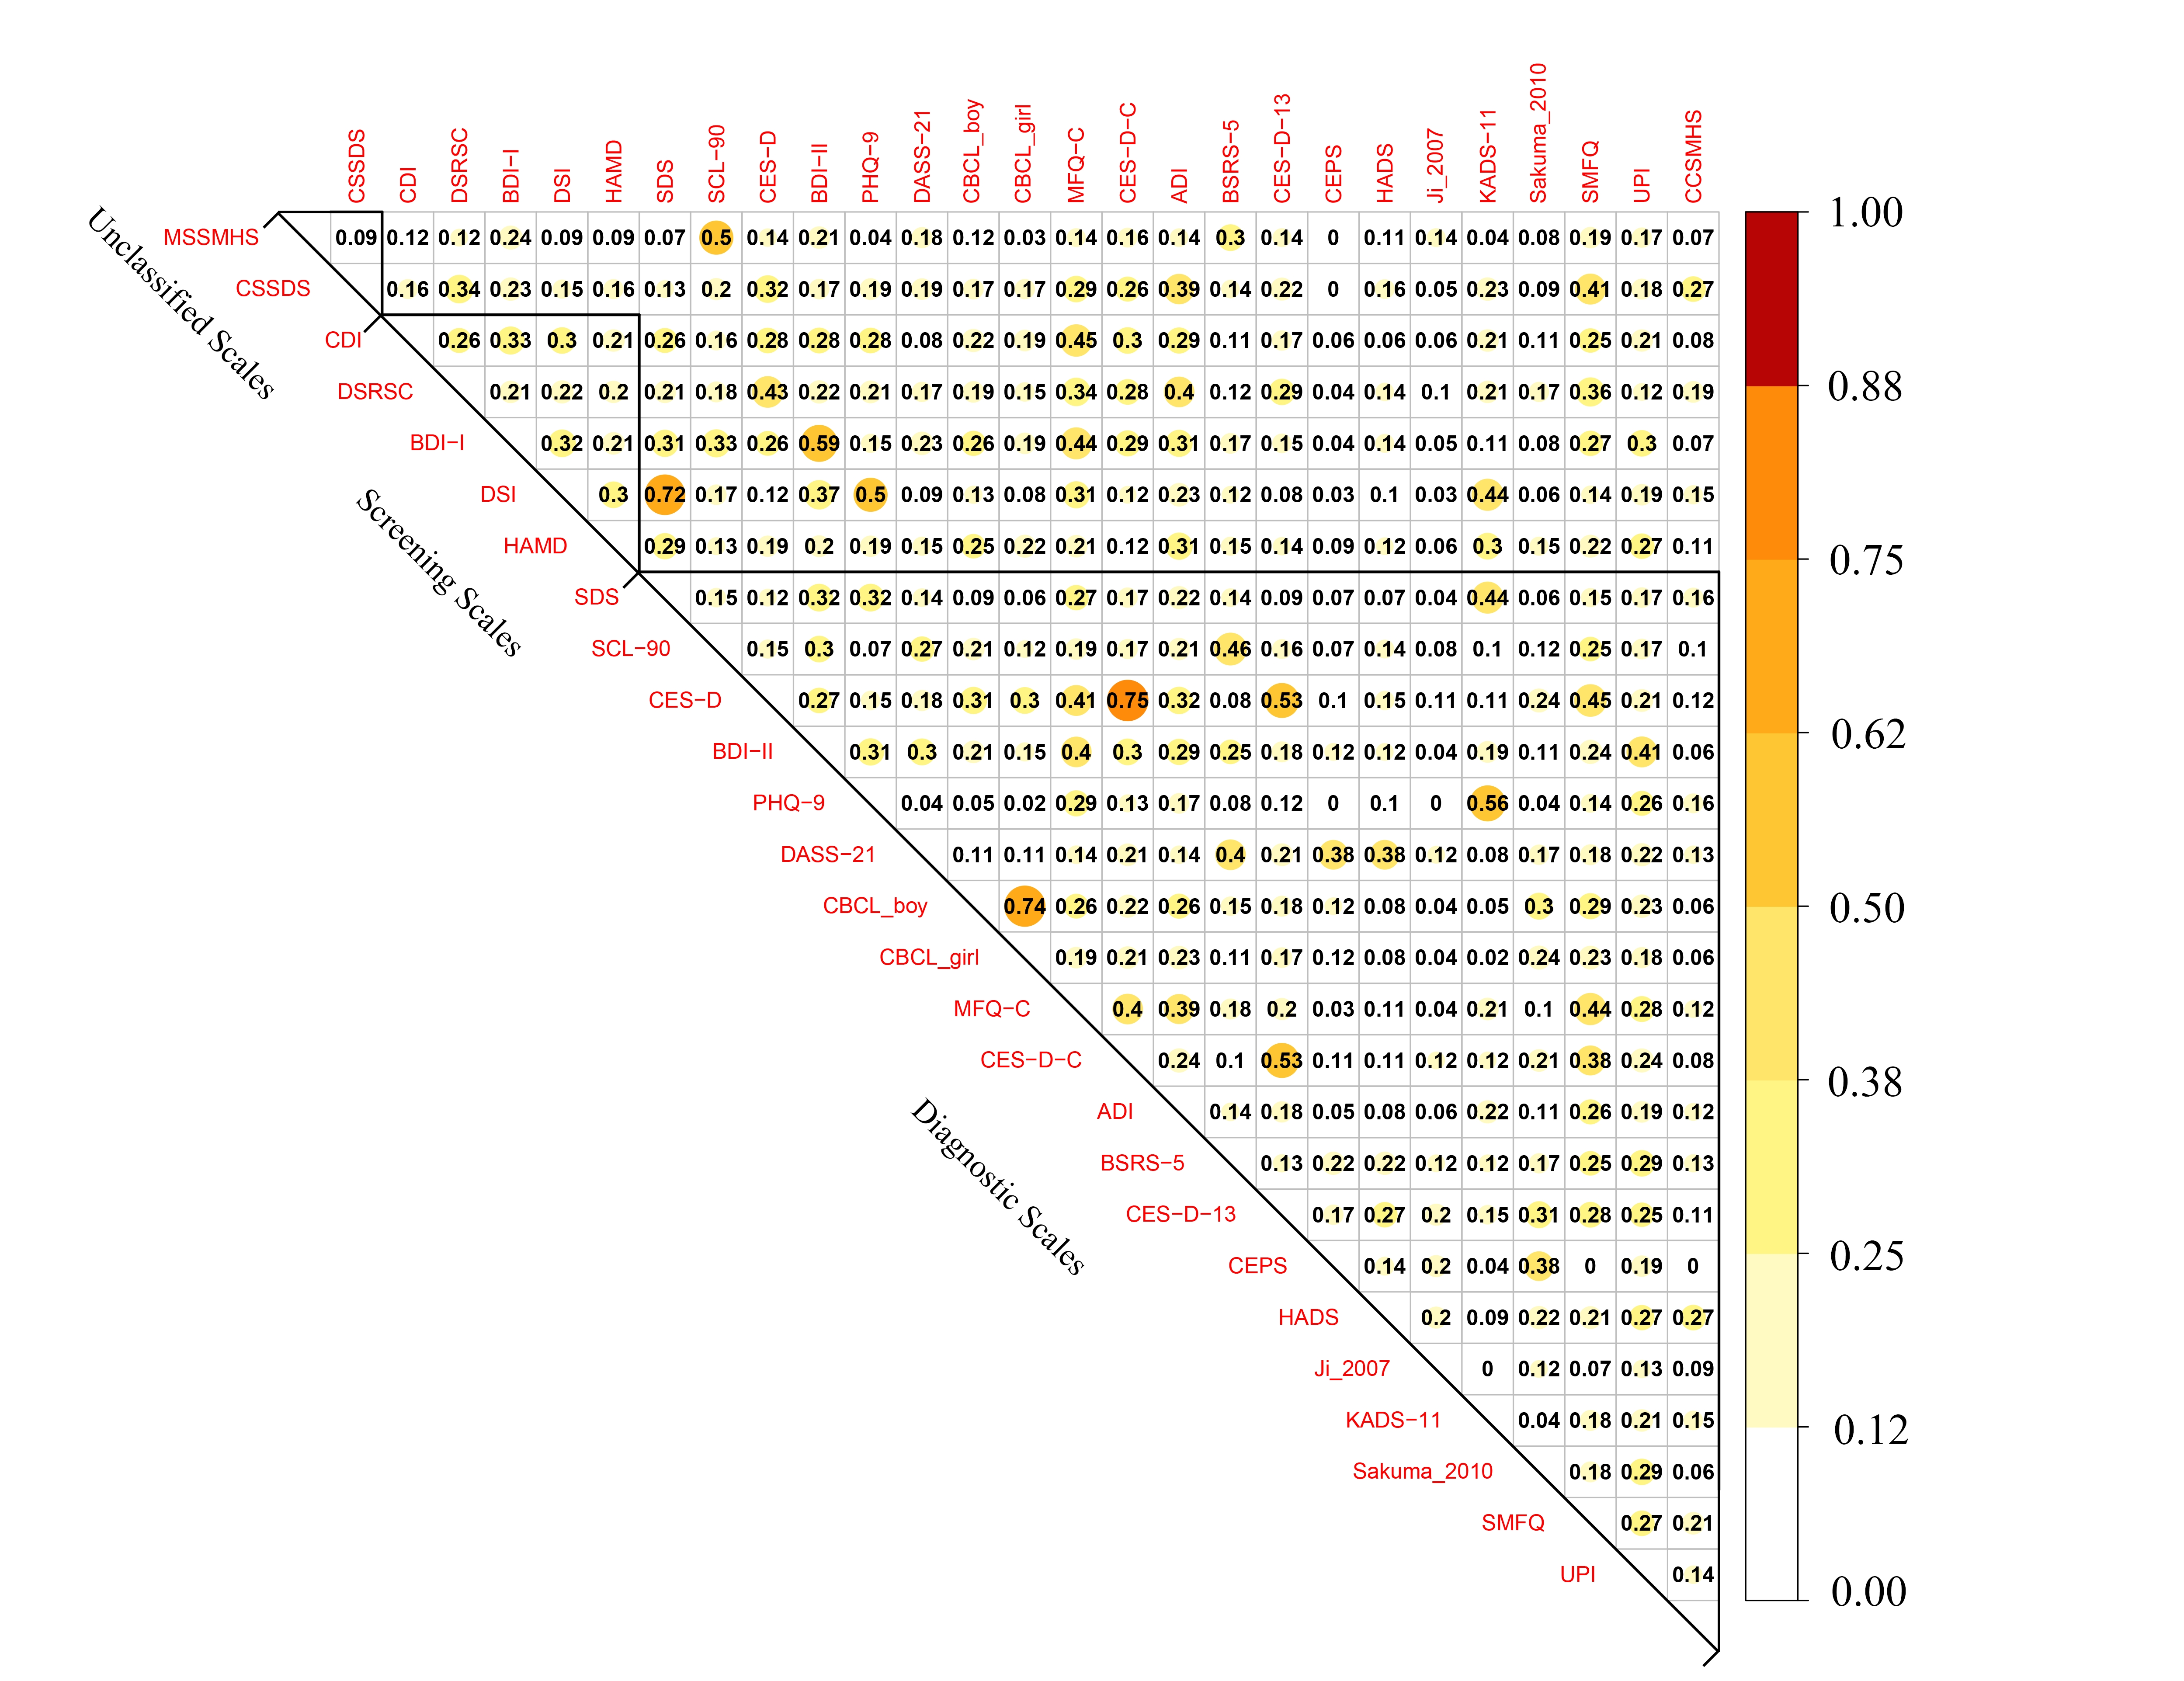 CSSDS CDI DSRSC BDI−I DSI HAMD SDS SCL−90 CES−D BDI−II PHQ−9 DASS−21 CBCL_boy CBCL_girl MFQ−C CES−D−C ADI BSRS−5 CES−D−13 CEPS HADS Ji_2007 KADS−11 Sakuma_2010 SMFQ UPI CCSMHS
MSSMHS 0.09 0.12 0.12 0.24 0.09 0.09 0.07 0.5 0.14 0.21 0.04 0.18 0.12 0.03 0.14 0.16 0.14 0.3 0.14 0 0.11 0.14 0.04 0.08 0.19 0.17 0.07
CSSDS 0.16 0.34 0.23 0.15 0.16 0.13 0.2 0.32 0.17 0.19 0.19 0.17 0.17 0.29 0.26 0.39 0.14 0.22 0 0.16 0.05 0.23 0.09 0.41 0.18 0.27
CDI 0.26 0.33 0.3 0.21 0.26 0.16 0.28 0.28 0.28 0.08 0.22 0.19 0.45 0.3 0.29 0.11 0.17 0.06 0.06 0.06 0.21 0.11 0.25 0.21 0.08
DSRSC 0.21 0.22 0.2 0.21 0.18 0.43 0.22 0.21 0.17 0.19 0.15 0.34 0.28 0.4 0.12 0.29 0.04 0.14 0.1 0.21 0.17 0.36 0.12 0.19
BDI−I 0.32 0.21 0.31 0.33 0.26 0.59 0.15 0.23 0.26 0.19 0.44 0.29 0.31 0.17 0.15 0.04 0.14 0.05 0.11 0.08 0.27 0.3 0.07
DSI 0.3 0.72 0.17 0.12 0.37 0.5 0.09 0.13 0.08 0.31 0.12 0.23 0.12 0.08 0.03 0.1 0.03 0.44 0.06 0.14 0.19 0.15
HAMD 0.29 0.13 0.19 0.2 0.19 0.15 0.25 0.22 0.21 0.12 0.31 0.15 0.14 0.09 0.12 0.06 0.3 0.15 0.22 0.27 0.11
SDS 0.15 0.12 0.32 0.32 0.14 0.09 0.06 0.27 0.17 0.22 0.14 0.09 0.07 0.07 0.04 0.44 0.06 0.15 0.17 0.16
SCL−90 0.15 0.3 0.07 0.27 0.21 0.12 0.19 0.17 0.21 0.46 0.16 0.07 0.14 0.08 0.1 0.12 0.25 0.17 0.1
CES−D 0.27 0.15 0.18 0.31 0.3 0.41 0.75 0.32 0.08 0.53 0.1 0.15 0.11 0.11 0.24 0.45 0.21 0.12
BDI−II 0.31 0.3 0.21 0.15 0.4 0.3 0.29 0.25 0.18 0.12 0.12 0.04 0.19 0.11 0.24 0.41 0.06
PHQ−9 0.04 0.05 0.02 0.29 0.13 0.17 0.08 0.12 0 0.1 0 0.56 0.04 0.14 0.26 0.16
DASS−21 0.11 0.11 0.14 0.21 0.14 0.4 0.21 0.38 0.38 0.12 0.08 0.17 0.18 0.22 0.13
CBCL_boy 0.74 0.26 0.22 0.26 0.15 0.18 0.12 0.08 0.04 0.05 0.3 0.29 0.23 0.06
CBCL_girl 0.19 0.21 0.23 0.11 0.17 0.12 0.08 0.04 0.02 0.24 0.23 0.18 0.06
MFQ−C 0.4 0.39 0.18 0.2 0.03 0.11 0.04 0.21 0.1 0.44 0.28 0.12
CES−D−C 0.24 0.1 0.53 0.11 0.11 0.12 0.12 0.21 0.38 0.24 0.08
ADI 0.14 0.18 0.05 0.08 0.06 0.22 0.11 0.26 0.19 0.12
BSRS−5 0.13 0.22 0.22 0.12 0.12 0.17 0.25 0.29 0.13
CES−D−13 0.17 0.27 0.2 0.15 0.31 0.28 0.25 0.11
CEPS 0.14 0.2 0.04 0.38 0 0.19 0
HADS 0.2 0.09 0.22 0.21 0.27 0.27
Ji_2007 0 0.12 0.07 0.13 0.09
KADS−11 0.04 0.18 0.21 0.15
Sakuma_2010 0.18 0.29 0.06
SMFQ 0.27 0.21
UPI 0.14
Unclassified Scales
Screening Scales
Diagnostic Scales
1.00
0.88
0.75
0.62
0.50
0.38
0.25
0.12
0.00